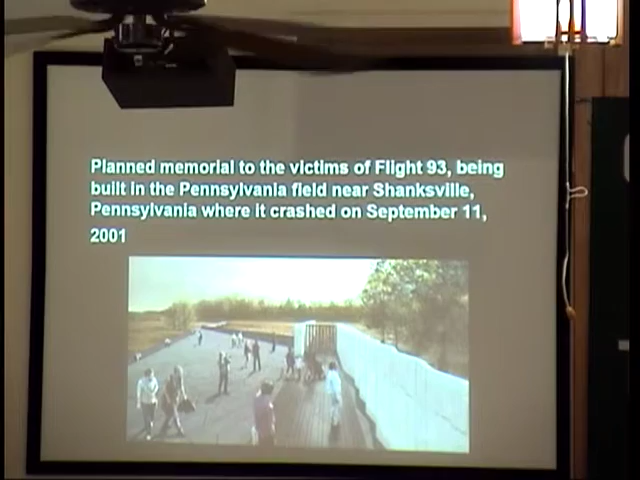 Planned memorial to the victims of Flight 93, being
built in the Pennsylvania field near Shanksville,
Pennsylvania where it crashed on September 11,
2001